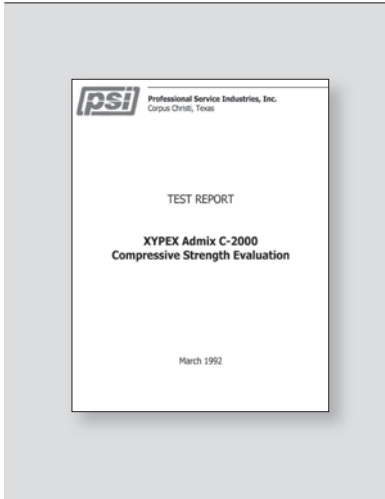 psi
Professional Service Industries, Inc.
Corpus Christi, Texas
TEST REPORT
XYPEX Admix C-2000
Compressive Strength Evaluation
March 1992